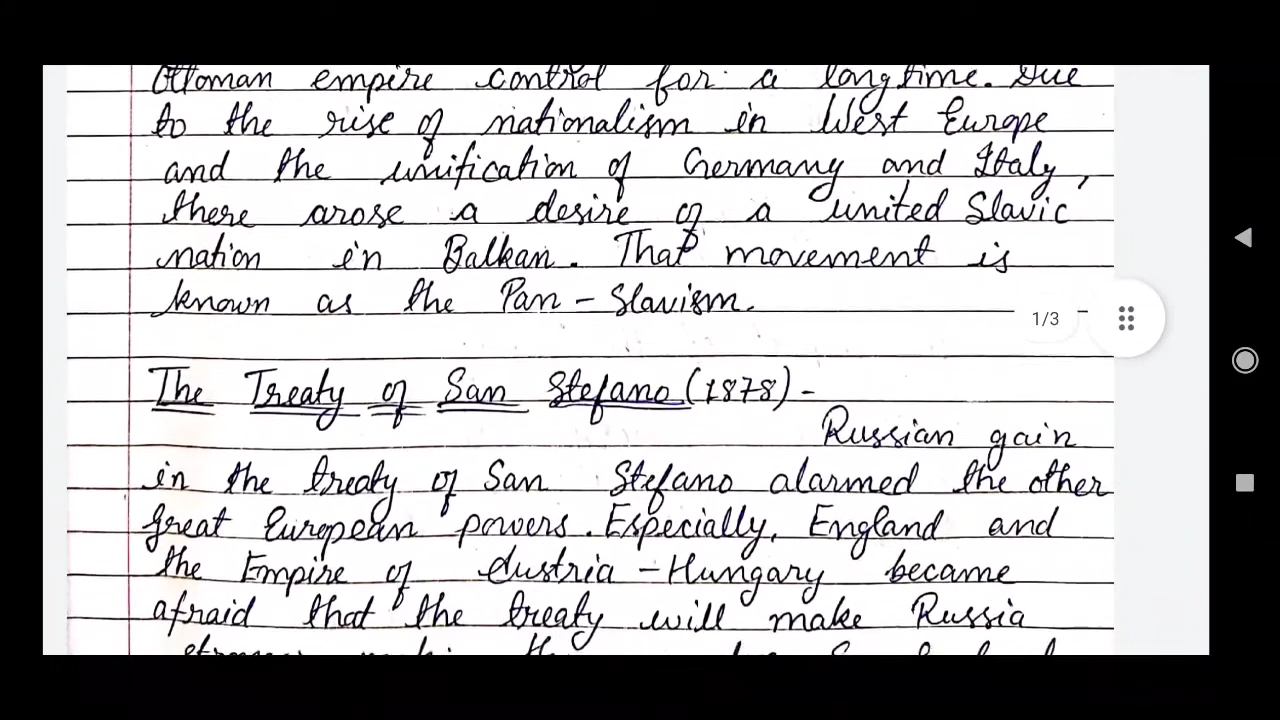 Ottoman empire control for a long time. Due
to the rise of nationalism in West Europe
and the unification of Germany and Italy,
there arose a desire of a united Slavic
nation in Balkan. That movement is
known as the Pan - Slavism.
1/3
The Treaty of San Stefano (1878) -
Russian gain
in the treaty of San Stefano alarmed the other
great European powers. Especially, England and
the Empire of Austria - Hungary became
afraid that the treaty will make Russia